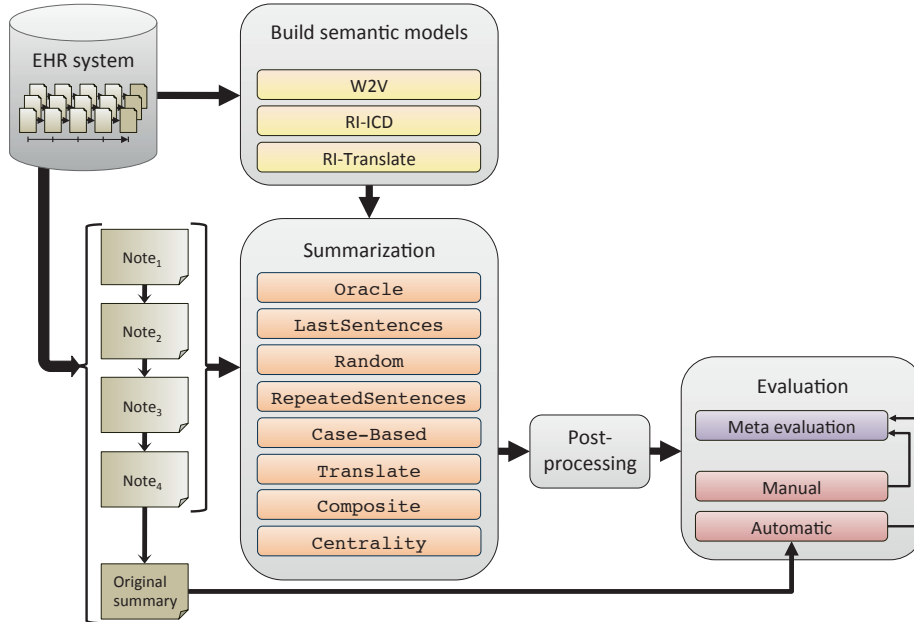 EHR system
Build semantic models
W2V
RI-ICD
RI-Translate
Note1
Note2
Note3
Note4
Original
summary
Summarization
Oracle
LastSentences
Random
RepeatedSentences
Case-Based
Translate
Composite
Centrality
Post-
processing
Evaluation
Meta evaluation
Manual
Automatic